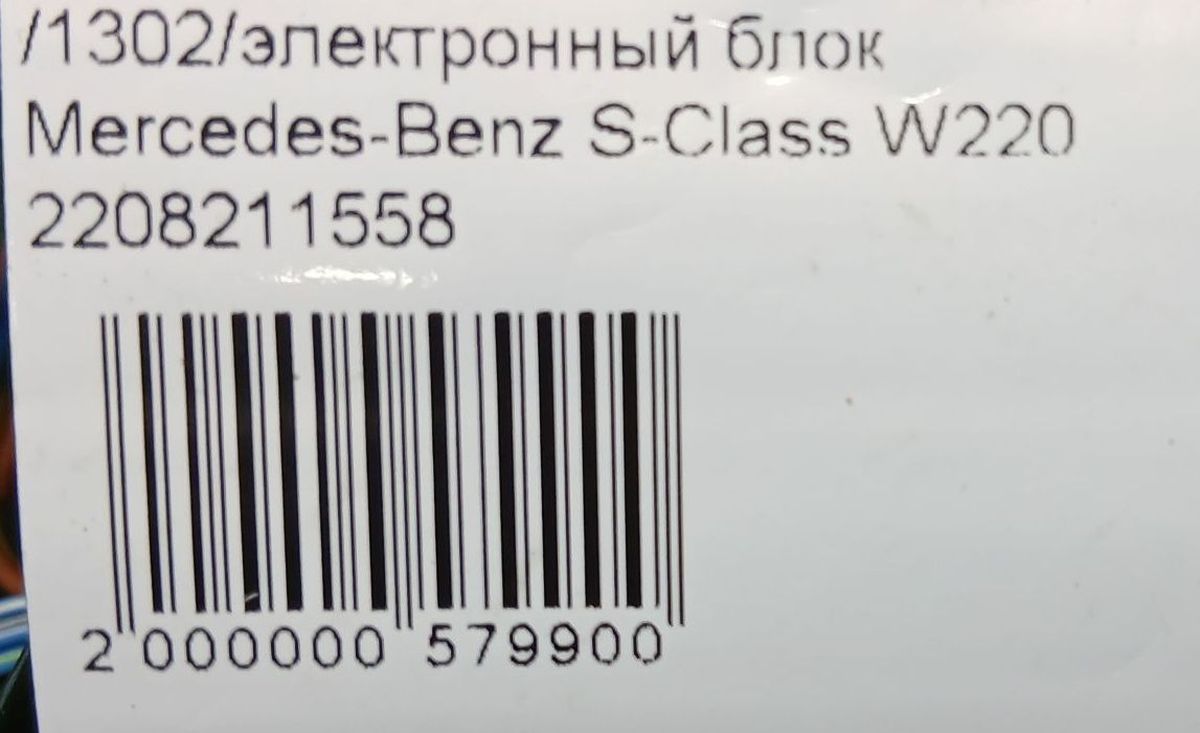 /1302/электронный блок
Mercedes-Benz S-Class W220
2208211558
2 000000 579900